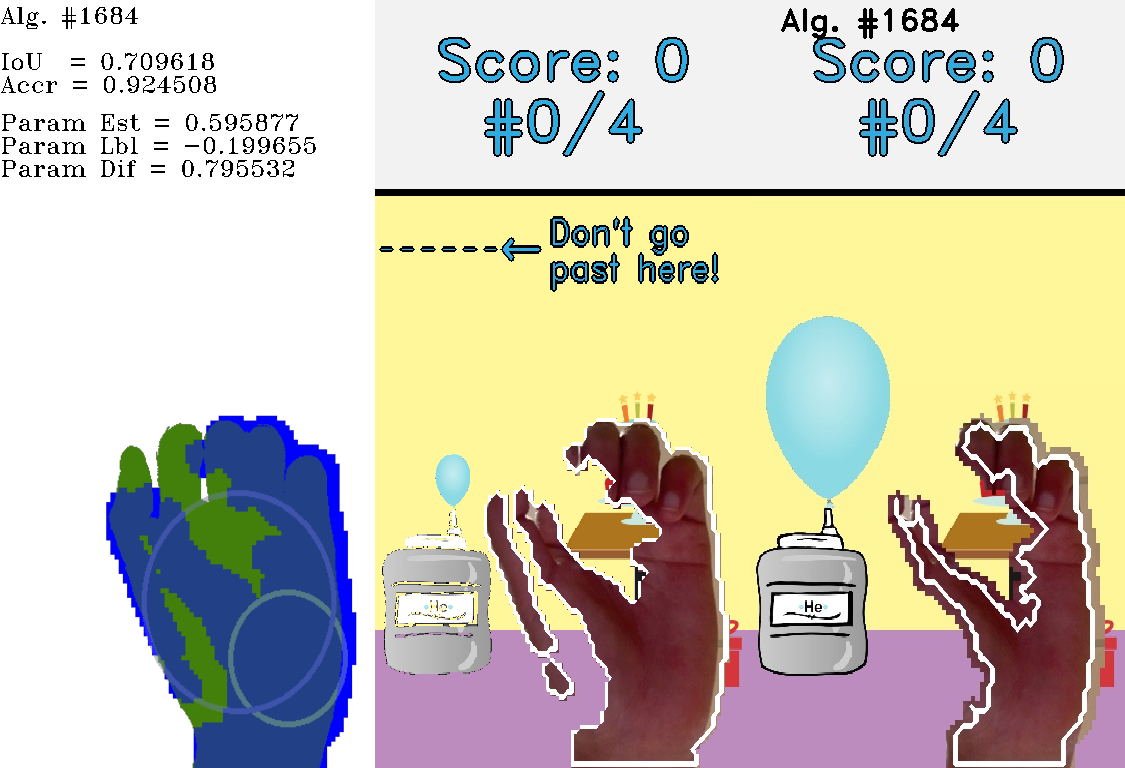 Alg. #1684
IoU = 0.709618
Accr = 0.924508
Param Est = 0.595877
Param Lbl = −0.199655
Param Dif = 0.795532
Score: 0
#0/4
Don't go
past here!
He
Alg. #1684
Score: 0
#0/4
He